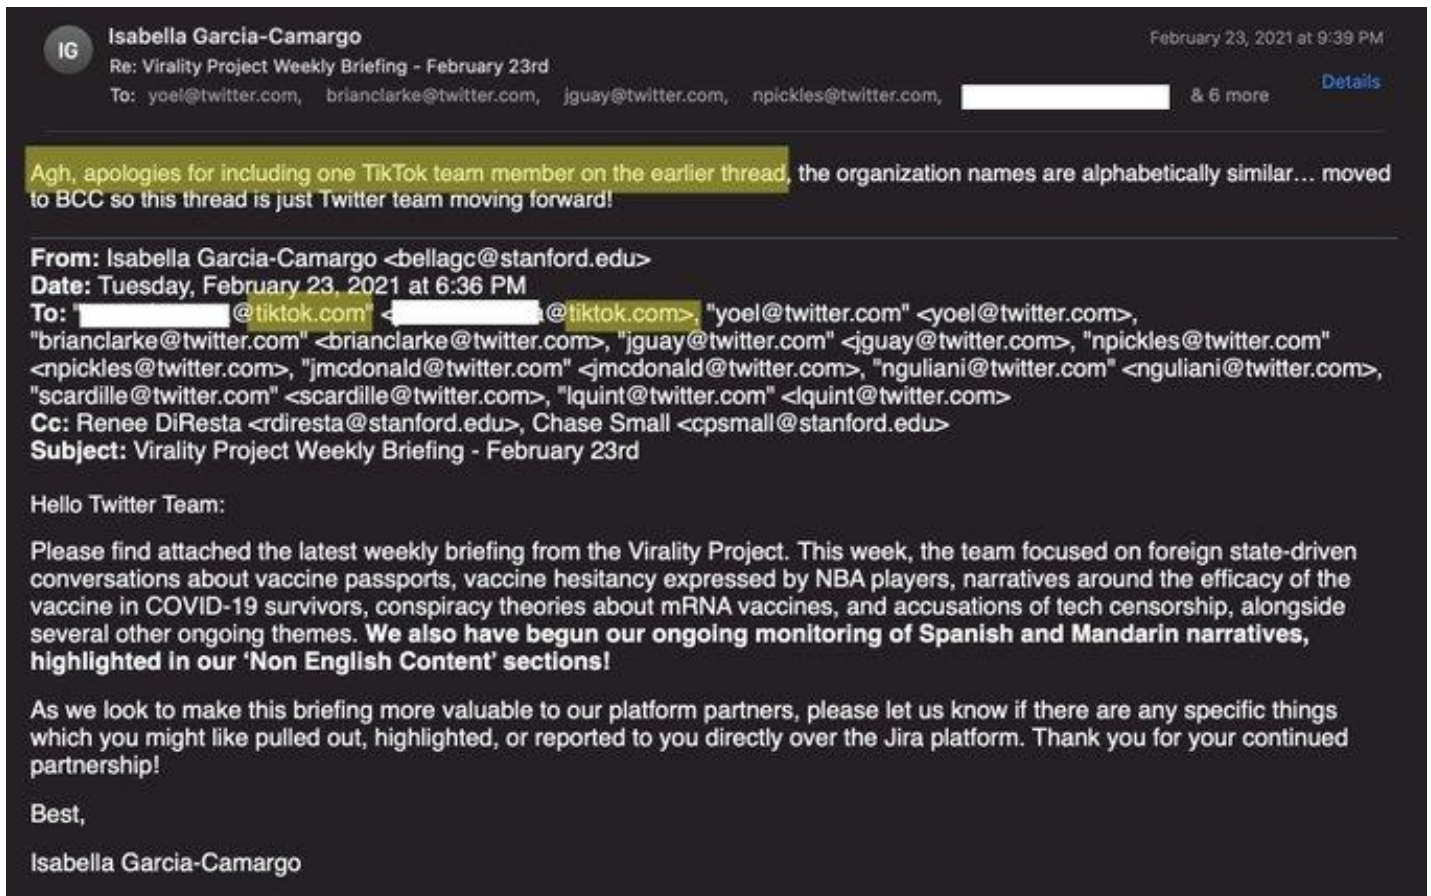 IG
Isabella Garcia-Camargo
February 23, 2021 at 9:39 PM
Re: Virality Project Weekly Briefing - February 23rd
Details
To: yoel@twitter.com, brianclarke@twitter.com, jguay@twitter.com, npickles@twitter.com, & 6 more
Agh, apologies for including one TikTok team member on the earlier thread, the organization names are alphabetically similar... moved
to BCC so this thread is just Twitter team moving forward!
From: Isabella Garcia-Camargo <bellagc@stanford.edu>
Date: Tuesday, February 23, 2021 at 6:36 PM
To: "@tiktok.com" <@tiktok.com>, "yoel@twitter.com" <yoel@twitter.com>,
"brianclarke@twitter.com" <brianclarke@twitter.com>, "jguay@twitter.com" <jguay@twitter.com>, "npickles@twitter.com"
<npickles@twitter.com>, "jmcdonald@twitter.com" <jmcdonald@twitter.com>, "nguliani@twitter.com" <nguliani@twitter.com>,
"scardille@twitter.com" <scardille@twitter.com>, "lquint@twitter.com" <lquint@twitter.com>
Cc: Renee DiResta <rdiresta@stanford.edu>, Chase Small <cpsmall@stanford.edu>
Subject: Virality Project Weekly Briefing - February 23rd
Hello Twitter Team:
Please find attached the latest weekly briefing from the Virality Project. This week, the team focused on foreign state-driven
conversations about vaccine passports, vaccine hesitancy expressed by NBA players, narratives around the efficacy of the
vaccine in COVID-19 survivors, conspiracy theories about mRNA vaccines, and accusations of tech censorship, alongside
several other ongoing themes. We also have begun our ongoing monitoring of Spanish and Mandarin narratives,
highlighted in our 'Non English Content' sections!
As we look to make this briefing more valuable to our platform partners, please let us know if there are any specific things
which you might like pulled out, highlighted, or reported to you directly over the Jira platform. Thank you for your continued
partnership!
Best,
Isabella Garcia-Camargo